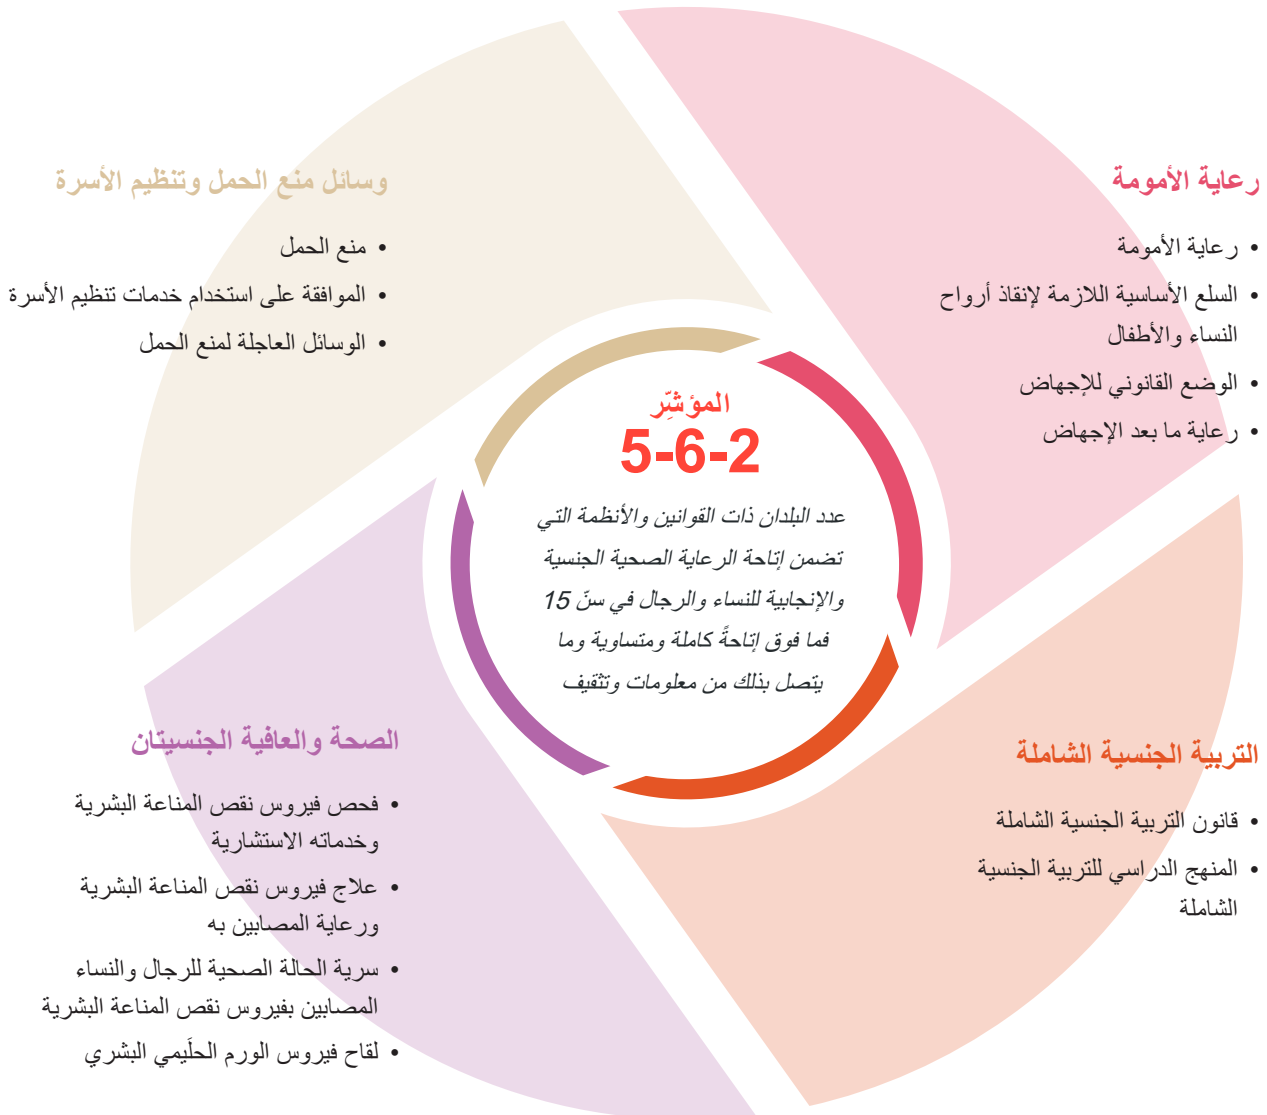 رعاية الأمومة
• رعاية الأمومة
• السلع الأساسية اللازمة لإنقاذ أرواح
النساء والأطفال
• الوضع القانوني للإجهاض
• رعاية ما بعد الإجهاض
وسائل منع الحمل وتنظيم الأسرة
• منع الحمل
• الموافقة على استخدام خدمات تنظيم الأسرة
• الوسائل العاجلة لمنع الحمل
المؤشِّر
5-6-2
عدد البلدان ذات القوانين والأنظمة التي
تضمن إتاحة الرعاية الصحية الجنسية
والإنجابية للنساء والرجال في سنّ 15
فما فوق إتاحةً كاملة ومتساوية وما
يتصل بذلك من معلومات وتثقيف
التربية الجنسية الشاملة
• قانون التربية الجنسية الشاملة
• المنهج الدراسي للتربية الجنسية
الشاملة
الصحة والعافية الجنسيتان
• فحص فيروس نقص المناعة البشرية
وخدماته الاستشارية
• علاج فيروس نقص المناعة البشرية
ورعاية المصابين به
• سرية الحالة الصحية للرجال والنساء
المصابين بفيروس نقص المناعة البشرية
• لقاح فيروس الورم الحلَيمي البشري